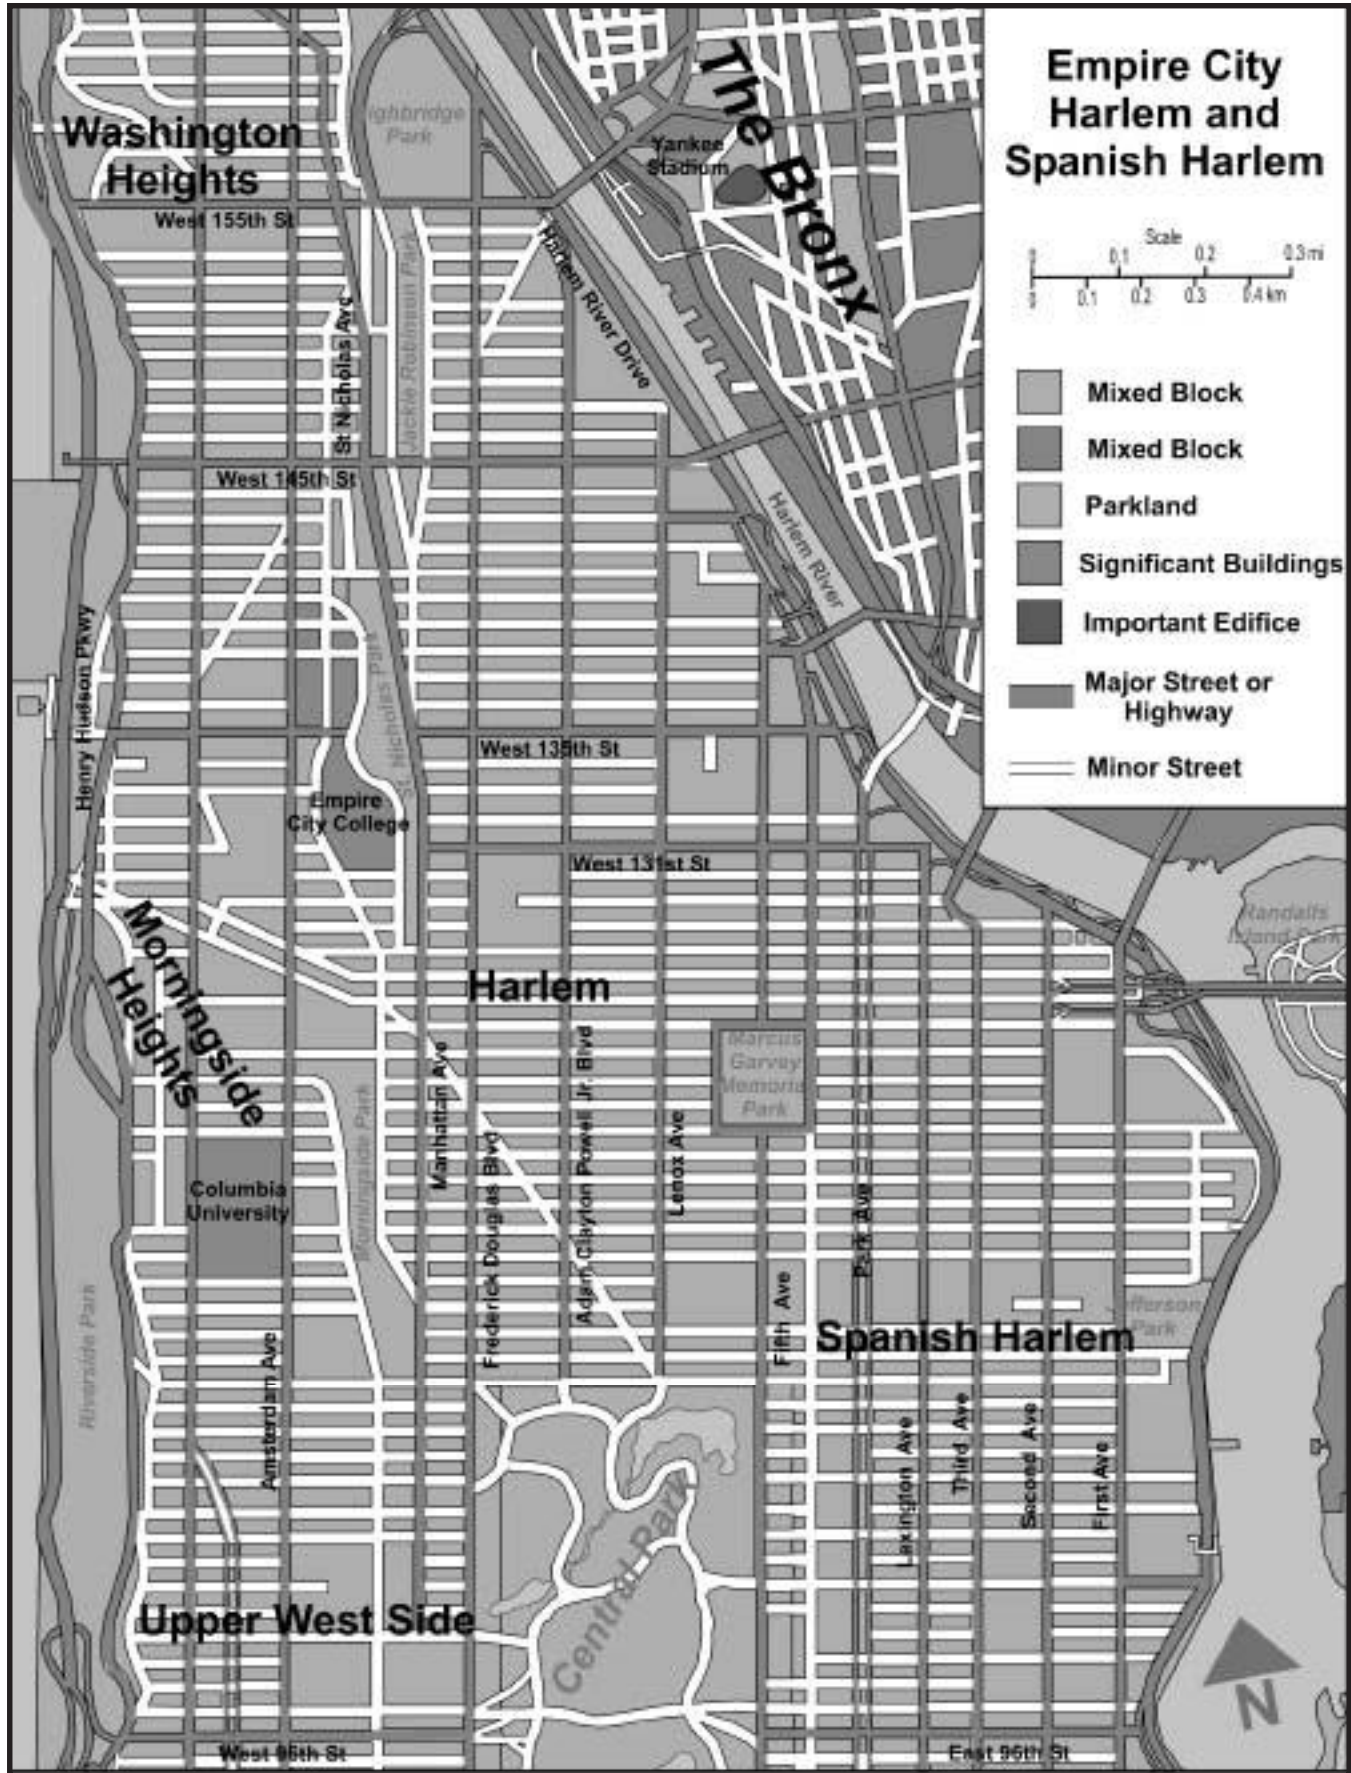 Empire City
Harlem and
Spanish Harlem
Scale
0 0.1 0.2 0.3 mi
0 0.1 0.2 0.3 0.4 km
Mixed Block
Mixed Block
Parkland
Significant Buildings
Important Edifice
Major Street or
Highway
Minor Street
The Bronx
Yankee
Stadium
Washington
Heights
ighbridge
Park
West 155th St
Harlem River Drive
St Nicholas Ave
Jackie Robinson Park
West 145th St
Harlem River
Henry Hudson Pkwy
St. Nicholas Park
West 135th St
Empire
City College
West 131st St
Morningside
Heights
Harlem
Randalls
Island Park
Marcus
Garvey
Memorial
Park
Manhattan Ave
Frederick Douglas Blvd
Adam Clayton Powell Jr. Blvd
Lenox Ave
Morningside Park
Columbia
University
Park Ave
Fifth Ave
Riverside Park
Amsterdam Ave
Spanish Harlem
Jefferson
Park
Lexington Ave
Third Ave
Second Ave
First Ave
Central Park
Upper West Side
N
West 96th St
East 96th St